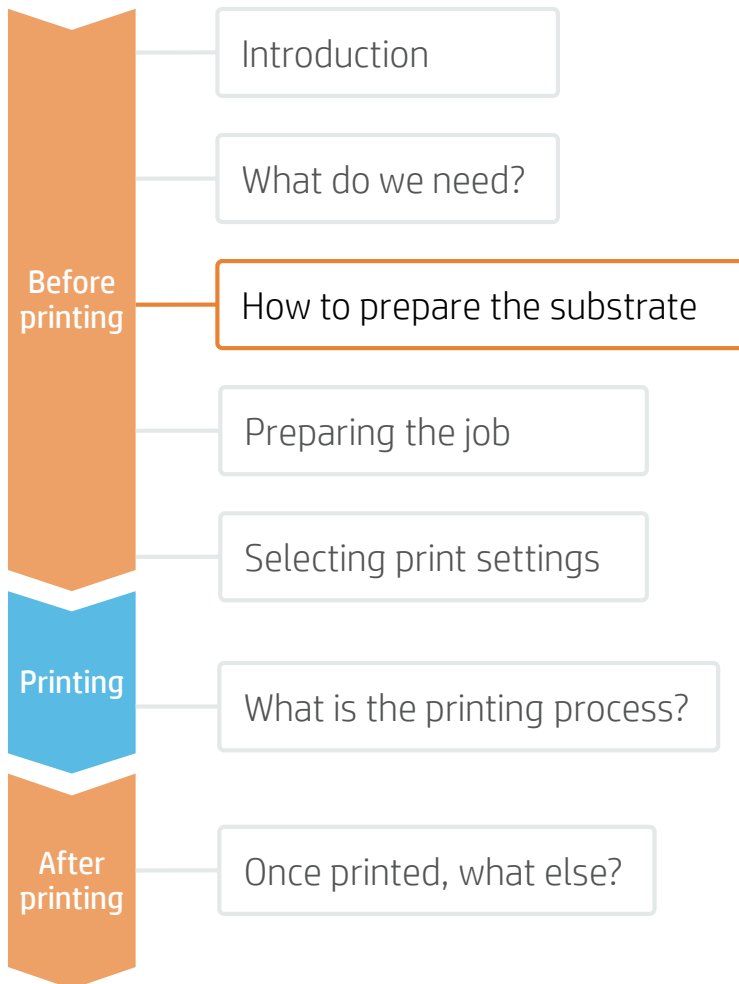 Introduction
What do we need?
Before
printing
How to prepare the substrate
Preparing the job
Selecting print settings
Printing
What is the printing process?
After
printing
Once printed, what else?